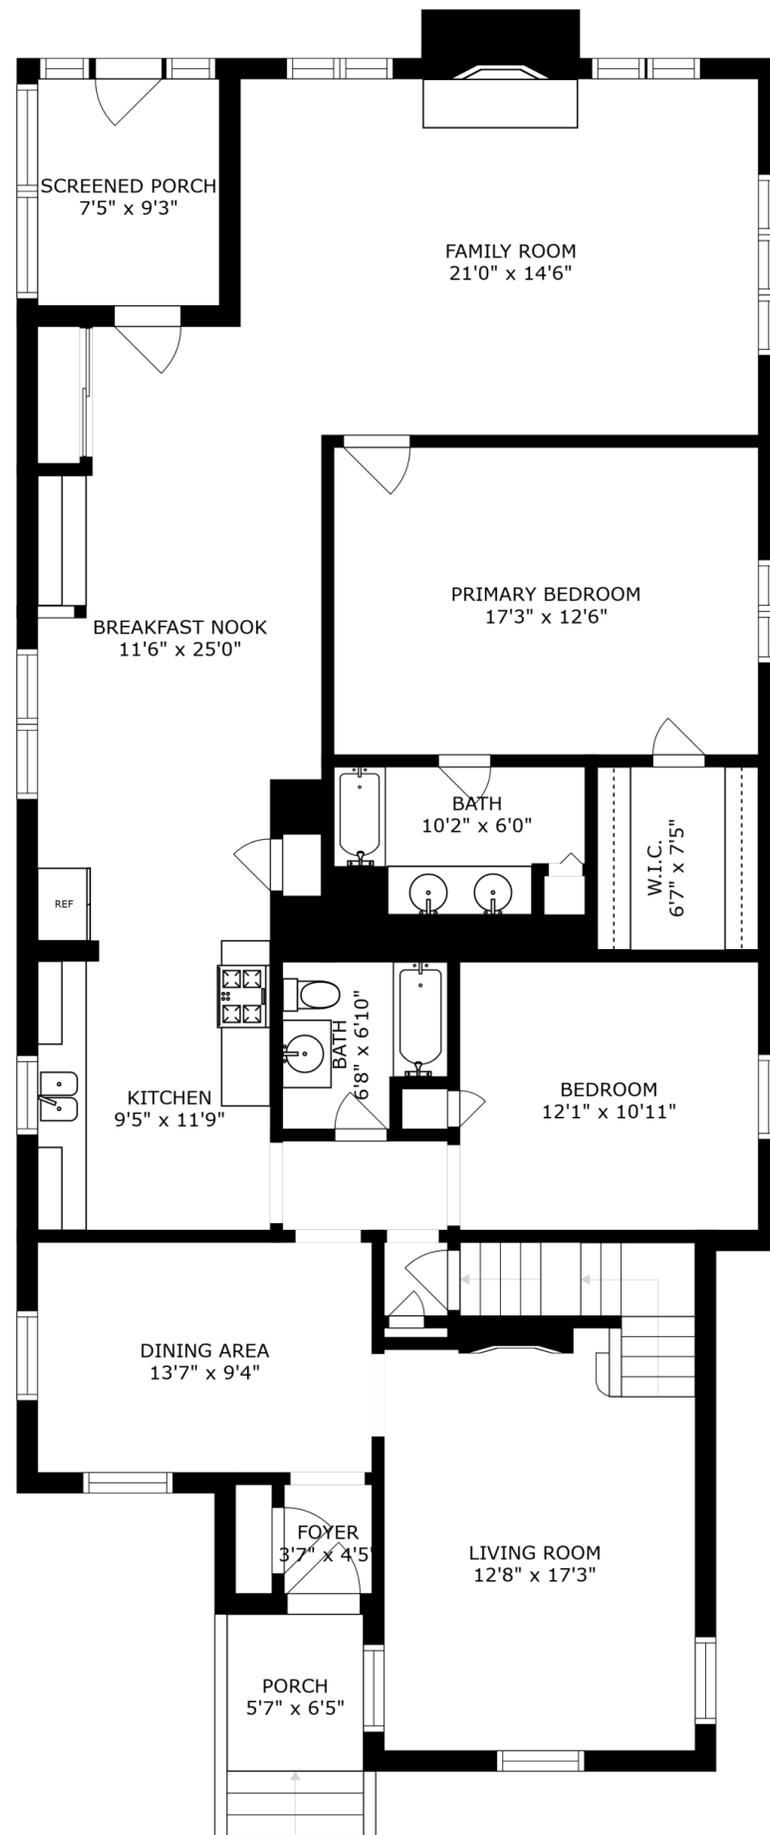 SCREENED PORCH
7'5" x 9'3"
FAMILY ROOM
21'0" x 14'6"
PRIMARY BEDROOM
17'3" x 12'6"
BREAKFAST NOOK
11'6" x 25'0"
BATH
10'2" x 6'0"
W.I.C.
6'7" x 7'5"
REF
BATH
6'8" x 6'10"
KITCHEN
9'5" x 11'9"
BEDROOM
12'1" x 10'11"
DINING AREA
13'7" x 9'4"
FOYER
3'7" x 4'5"
LIVING ROOM
12'8" x 17'3"
PORCH
5'7" x 6'5"